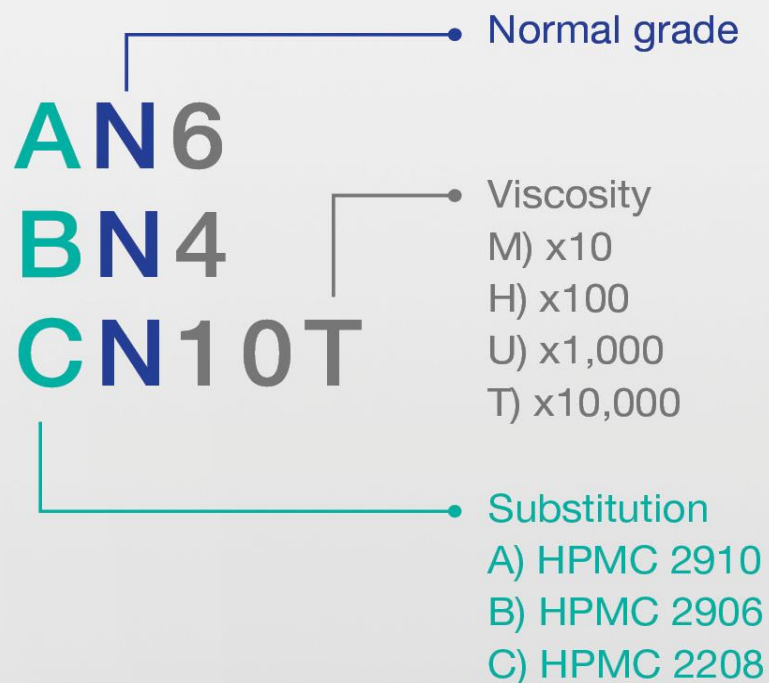 Normal grade
AN6
BN4
CN10T
Viscosity
M) x10
H) x100
U) x1,000
T) x10,000
Substitution
A) HPMC 2910
B) HPMC 2906
C) HPMC 2208